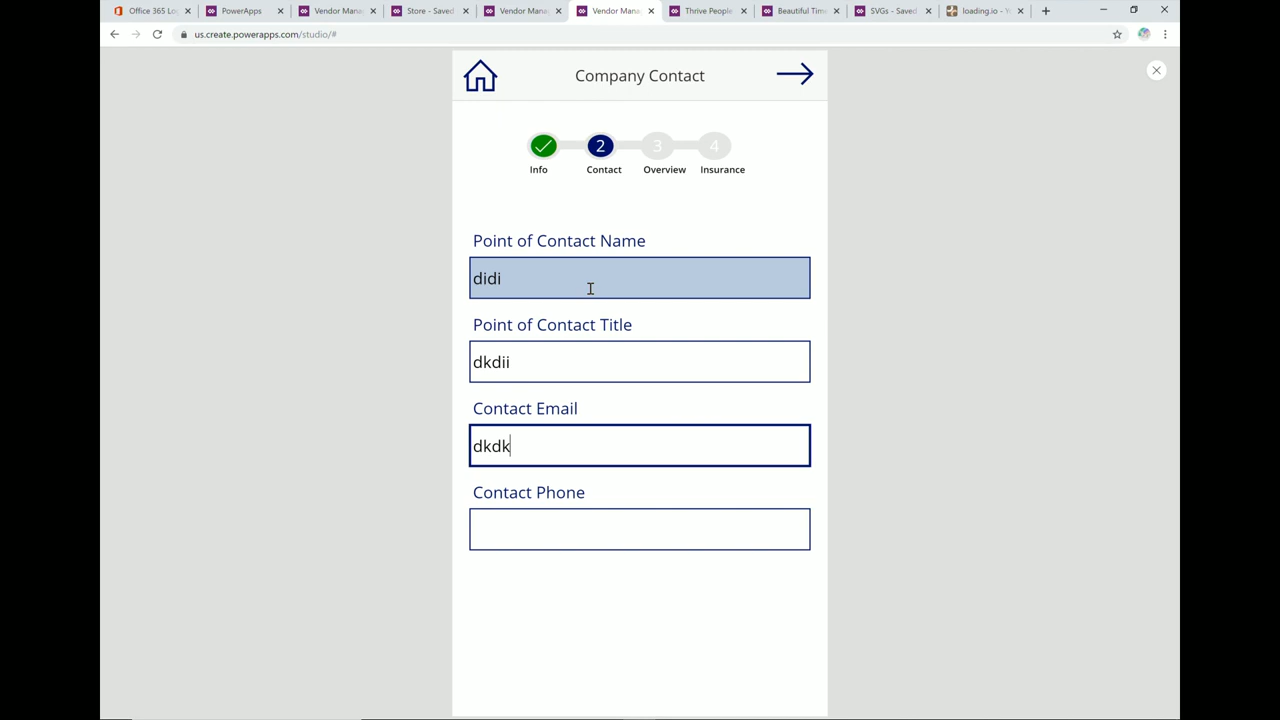 Office 365 Lo
PowerApps
Vendor Mana
Store - Saved
Vendor Mana
Vendor Mana
Thrive People
Beautiful Tim
SVGs - Saved
loading.io - Y
us.create.powerapps.com/studio/#
Company Contact
2 3 4
Info Contact Overview Insurance
Point of Contact Name
didi
Point of Contact Title
dkdii
Contact Email
dkdk
Contact Phone